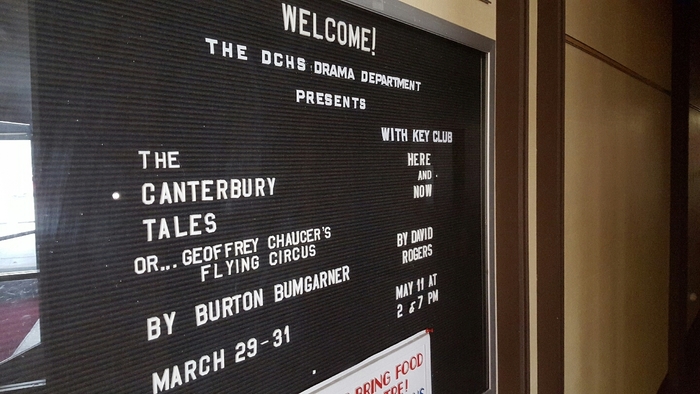 WELCOME!
THE DCHS DRAMA DEPARTMENT
PRESENTS
THE
CANTERBURY
TALES
OR... GEOFFREY CHAUCER'S
FLYING CIRCUS
BY BURTON BUMGARNER
MARCH 29-31
WITH KEY CLUB
HERE
AND
NOW
BY DAVID
ROGERS
MAY 11 AT
2 & 7 PM
BRING FOOD